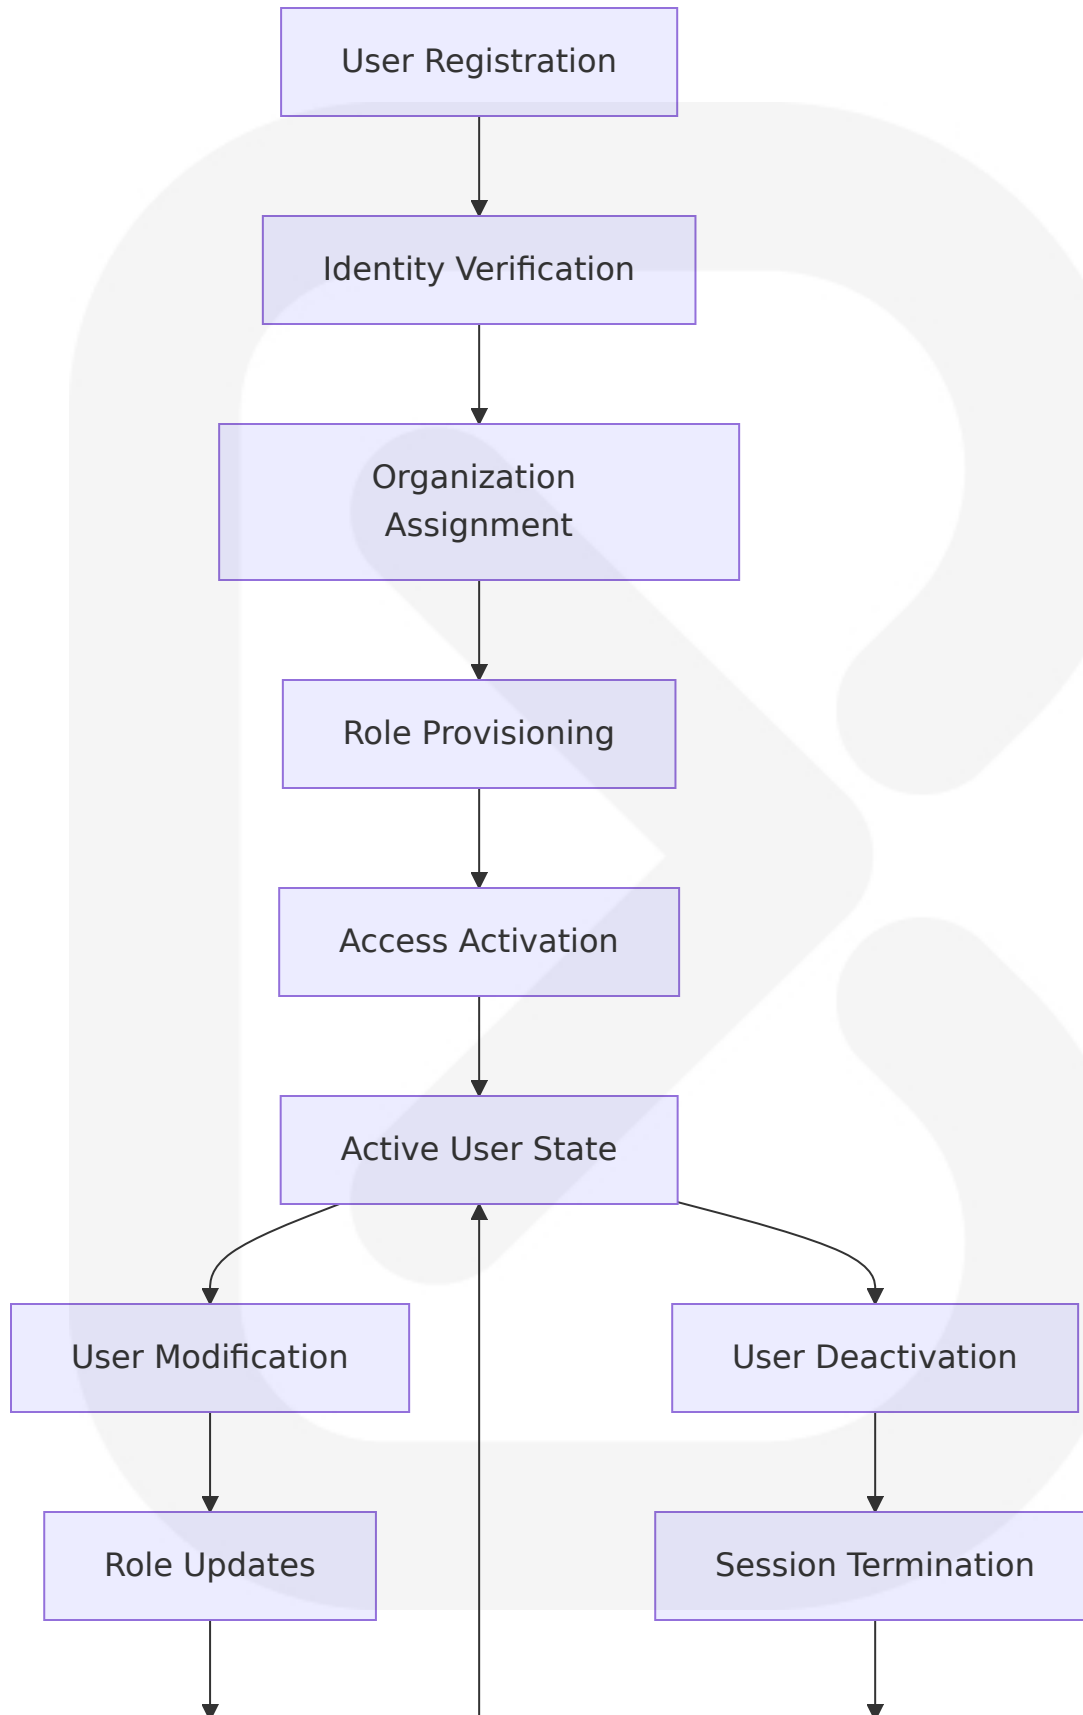 User Registration
Identity Verification
Organization
Assignment
Role Provisioning
Access Activation
Active User State
User Modification
User Deactivation
Role Updates
Session Termination